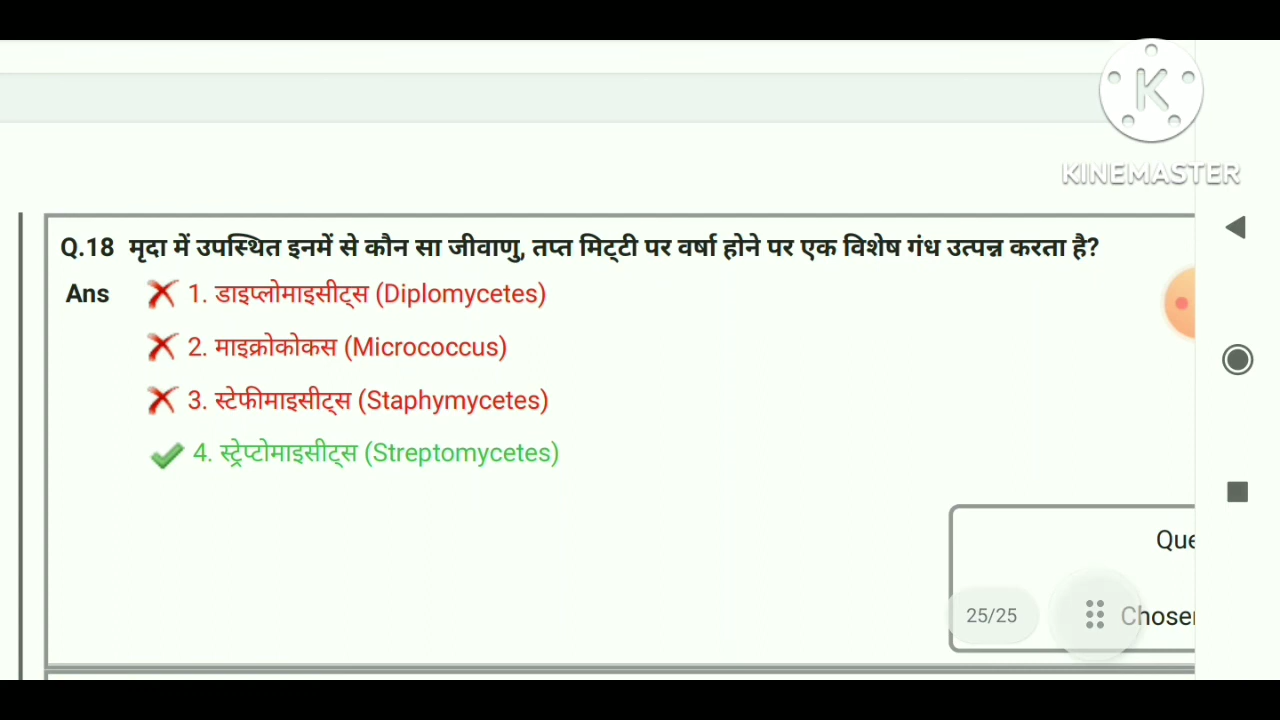 K
KINEMASTER
Q.18 मृदा में उपस्थित इनमें से कौन सा जीवाणु, तप्त मिट्टी पर वर्षा होने पर एक विशेष गंध उत्पन्न करता है?
Ans 1. डाइप्लोमाइसीट्स (Diplomycetes)
2. माइक्रोकोकस (Micrococcus)
3. स्टेफीमाइसीट्स (Staphymycetes)
4. स्ट्रेप्टोमाइसीट्स (Streptomycetes)
Que
25/25
Chosen